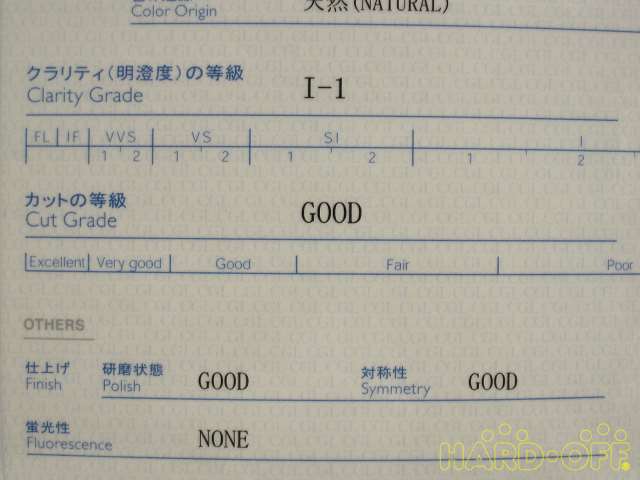 Color Origin 天然(NATURAL)
クラリティ(明澄度)の等級
Clarity Grade I-1
FL IF VVS VS SI I
1 2 1 2 1 2 1 2
カットの等級
Cut Grade GOOD
Excellent Very good Good Fair Poor
OTHERS
仕上げ 研磨状態 対称性
Finish Polish GOOD Symmetry GOOD
蛍光性
Fluorescence NONE
HARD·OFF